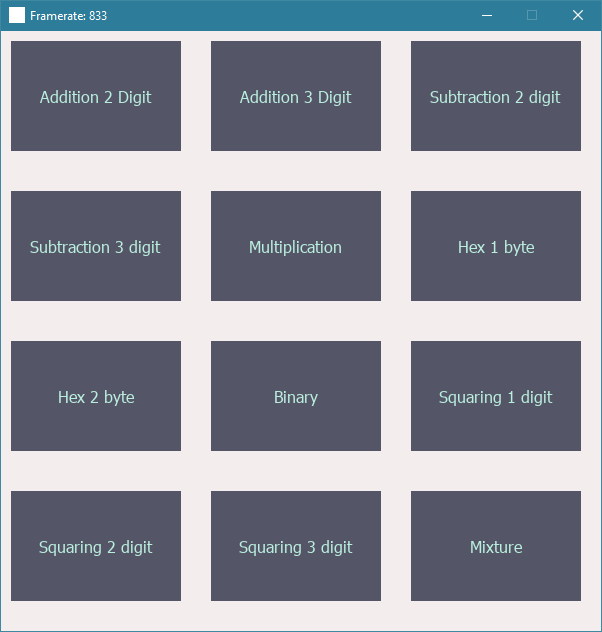 Framerate: 833
Addition 2 Digit
Addition 3 Digit
Subtraction 2 digit
Subtraction 3 digit
Multiplication
Hex 1 byte
Hex 2 byte
Binary
Squaring 1 digit
Squaring 2 digit
Squaring 3 digit
Mixture